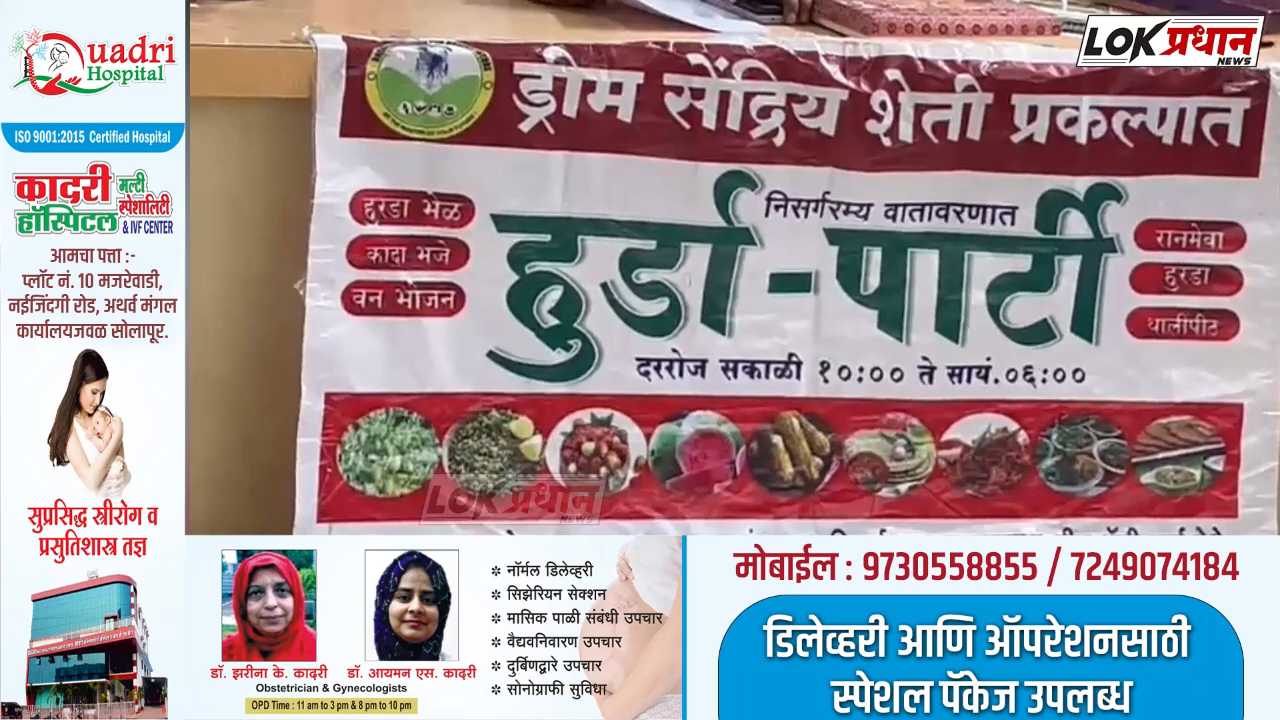 Quadri
Hospital
ISO 9001:2015 Certified Hospital
कादरी
हॉस्पिटल
मल्टी
स्पेशालिटी
& IVF CENTER
आमचा पत्ता :-
प्लॉट नं. 10 मजरेवाडी,
नईजिंदगी रोड, अथर्व मंगल
कार्यालयजवळ सोलापूर.
सुप्रसिद्ध स्त्रीरोग व
प्रसुतिशास्त्र तज्ञ
LOK प्रधान
NEWS
ड्रीम सेंद्रिय शेती प्रकल्पात
निसर्गरम्य वातावरणात
हुर्डा - पार्टी
हुरडा भेळ
कांदा भजे
वन भोजन
रानमेवा
हुरडा
थालीपीठ
दररोज सकाळी १०:०० ते सायं.०६:००
LOK प्रधान
NEWS
डॉ. झरीना के. कादरी
डॉ. आयमन एस. कादरी
Obstetrician & Gynecologists
OPD Time : 11 am to 3 pm & 8 pm to 10 pm
* नॉर्मल डिलेव्हरी
* सिझेरियन सेक्शन
* मासिक पाळी संबंधी उपचार
* वैद्यवनिवारण उपचार
* दुर्बिणद्वारे उपचार
* सोनोग्राफी सुविधा
मोबाईल : 9730558855 / 7249074184
डिलेव्हरी आणि ऑपरेशनसाठी
स्पेशल पॅकेज उपलब्ध